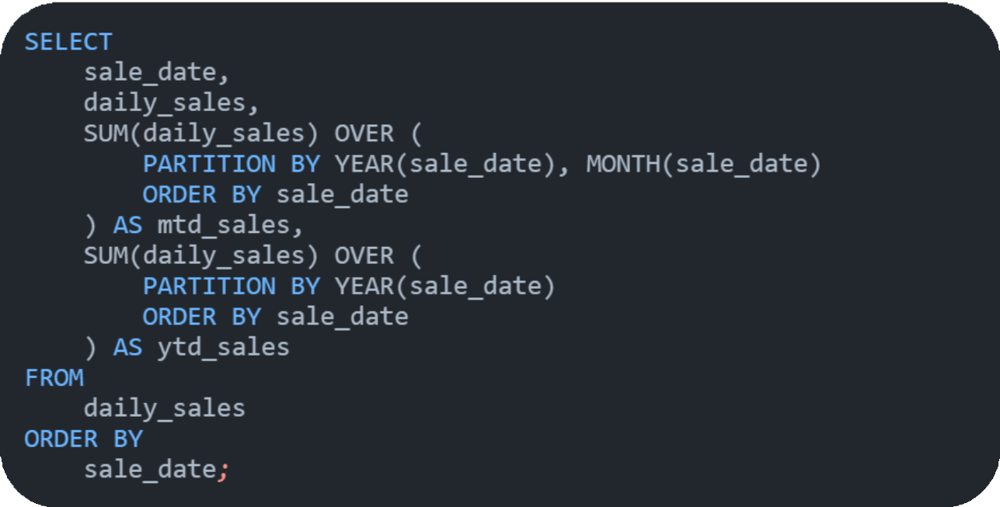 SELECT
    sale_date,
    daily_sales,
    SUM(daily_sales) OVER (
        PARTITION BY YEAR(sale_date), MONTH(sale_date)
        ORDER BY sale_date
    ) AS mtd_sales,
    SUM(daily_sales) OVER (
        PARTITION BY YEAR(sale_date)
        ORDER BY sale_date
    ) AS ytd_sales
FROM
    daily_sales
ORDER BY
    sale_date;